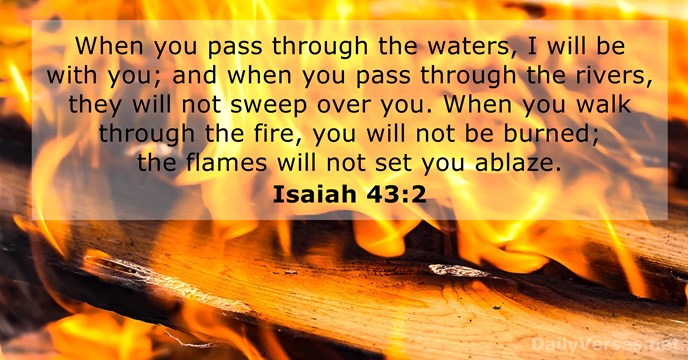 When you pass through the waters, I will be
with you; and when you pass through the rivers,
they will not sweep over you. When you walk
through the fire, you will not be burned;
the flames will not set you ablaze.
Isaiah 43:2
DailyVerses.net